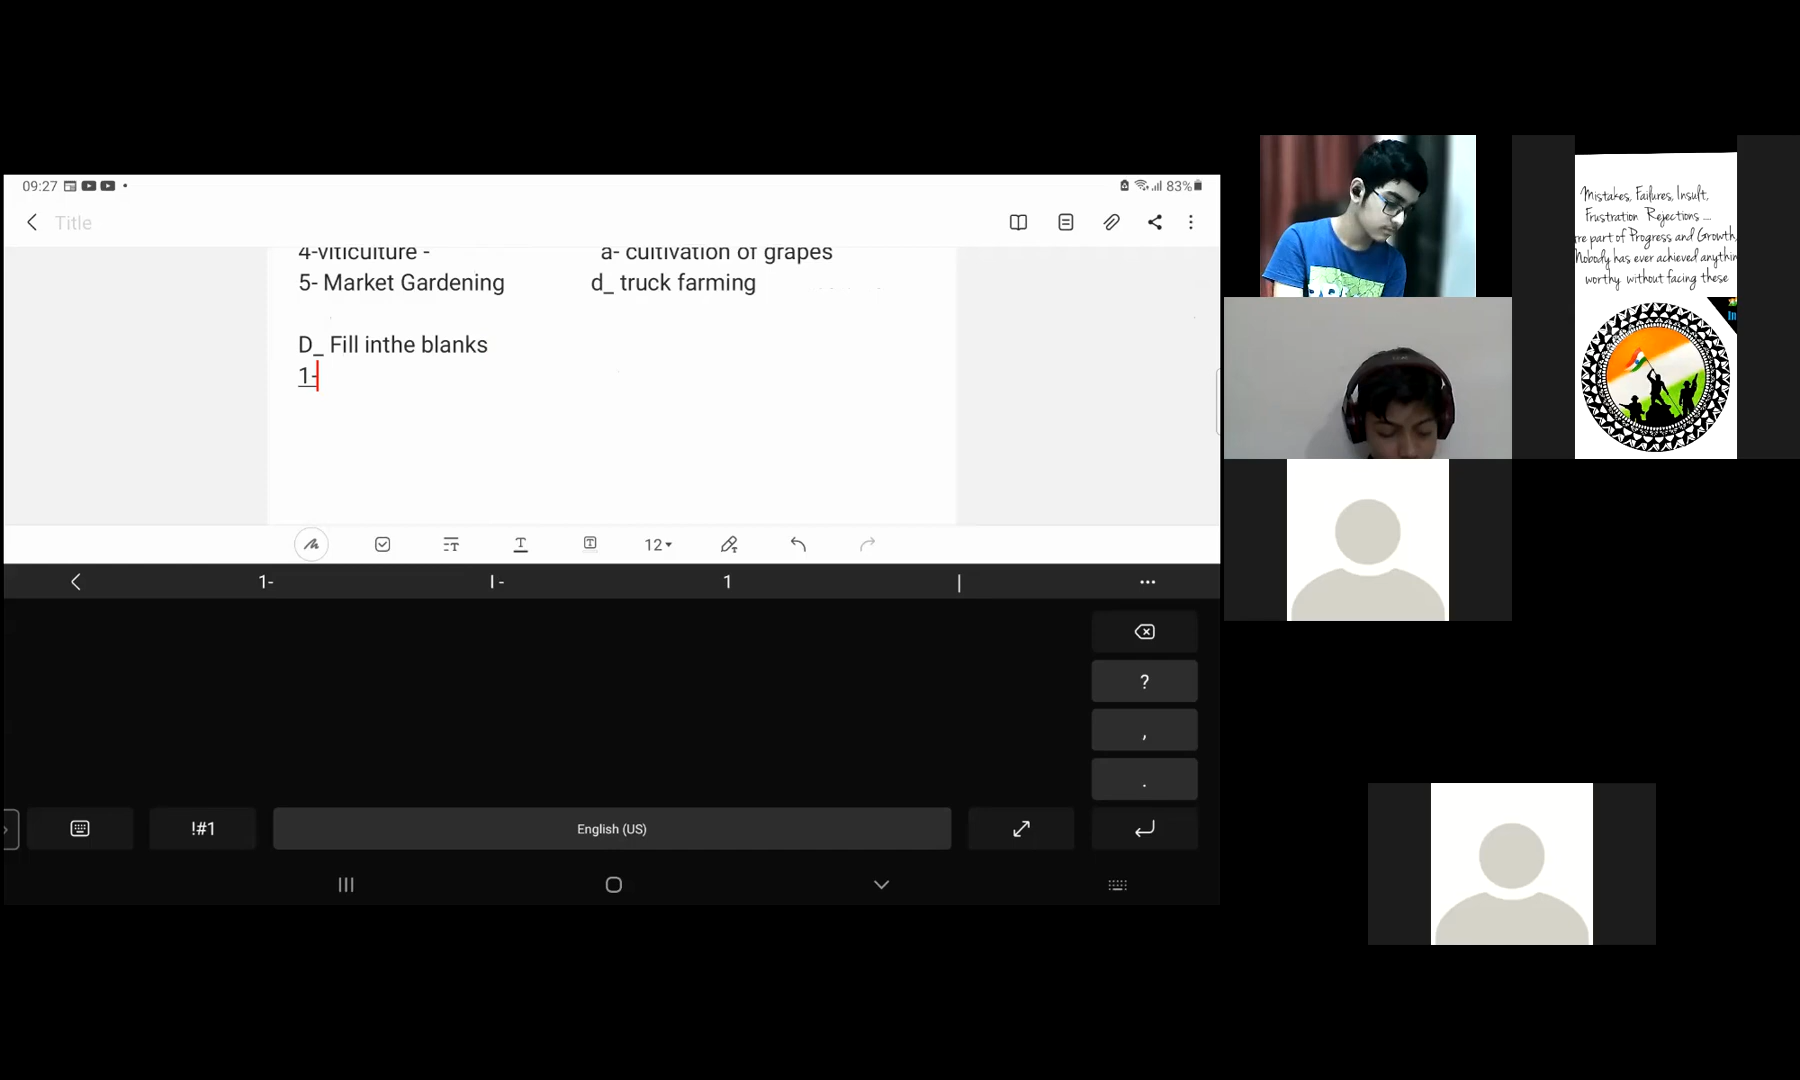 09:27
83%
Title
4-viticulture - a- cultivation of grapes
5- Market Gardening d_ truck farming
D_ Fill inthe blanks
1-
12
1- | - 1 |
?
,
.
!#1 English (US)
Mistakes, Failures, Insult,
Frustration Rejections ....
re part of Progress and Growth,
Nobody has ever achieved anythin
worthy without facing these
In